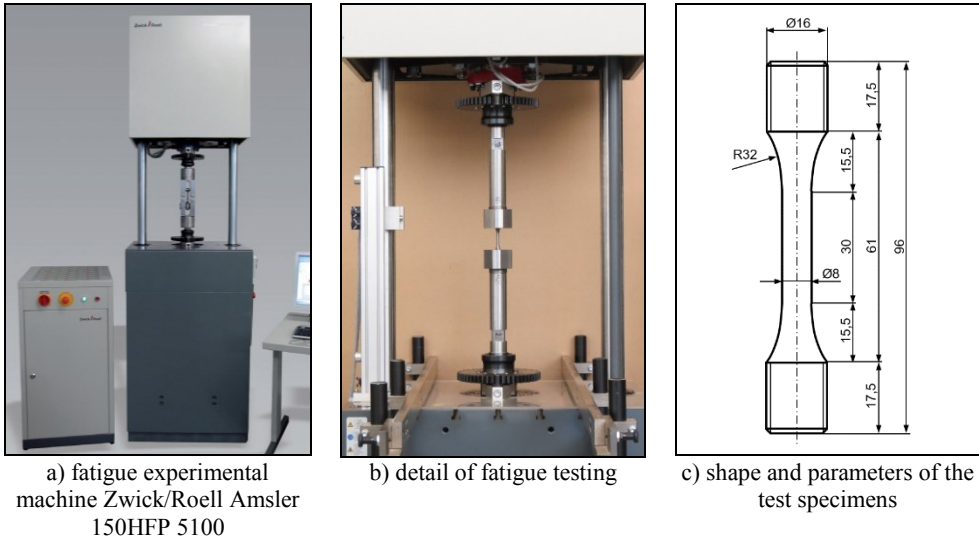 Zwick / Roell
Zwick / Roell
Ø16
17,5
R32
15,5
30
61
96
Ø8
15,5
17,5
a) fatigue experimental
machine Zwick/Roell Amsler
150HFP 5100
b) detail of fatigue testing
c) shape and parameters of the
test specimens